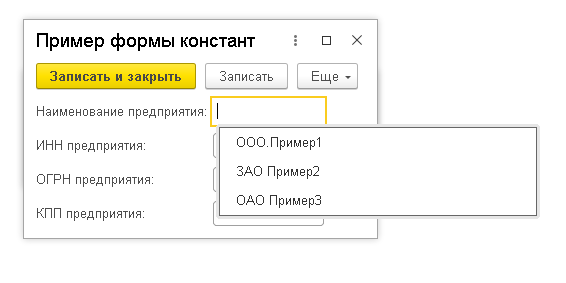 Пример формы констант
Записать и закрыть Записать Еще
Наименование предприятия:
ООО.Пример1
ИНН предприятия:
ЗАО Пример2
ОГРН предприятия:
ОАО Пример3
КПП предприятия: